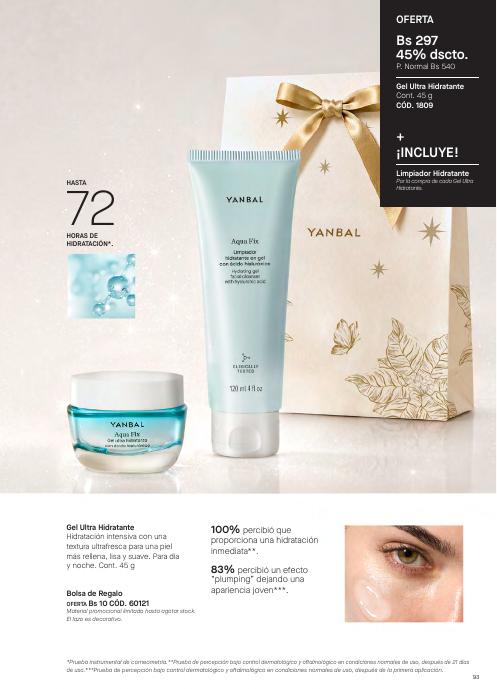 OFERTA
Bs 297
45% dscto.
P. Normal Bs 540
Gel Ultra Hidratante
Cont. 45 g
CÓD. 1809
+
¡INCLUYE!
Limpiador Hidratante
Por la compra de cada Gel Ultra
Hidratante.
HASTA
72
HORAS DE
HIDRATACIÓN*.
YANBAL
Aqua Fix
Limpiador
hidratante en gel
con ácido hialurónico
Hydrating gel
facial cleanser
with hyaluronic acid
CLINICALLY
TESTED
120 ml 4 fl oz
YANBAL
YANBAL
Aqua Fix
Gel ultra hidratante
con ácido hialurónico
Gel Ultra Hidratante
Hidratación intensiva con una
textura ultrafresca para una piel
más rellena, lisa y suave. Para día
y noche. Cont. 45 g
Bolsa de Regalo
OFERTA Bs 10 CÓD. 60121
Material promocional limitado hasta agotar stock.
El lazo es decorativo.
100% percibió que
proporciona una hidratación
inmediata**.
83% percibió un efecto
"plumping" dejando una
apariencia joven***.
*Prueba instrumental de corneometría. **Prueba de percepción bajo control dermatológico y oftalmológico en condiciones normales de uso, después de 21 días
de uso.***Prueba de percepción bajo control dermatológico y oftalmológico en condiciones normales de uso, después de la primera aplicación.
93